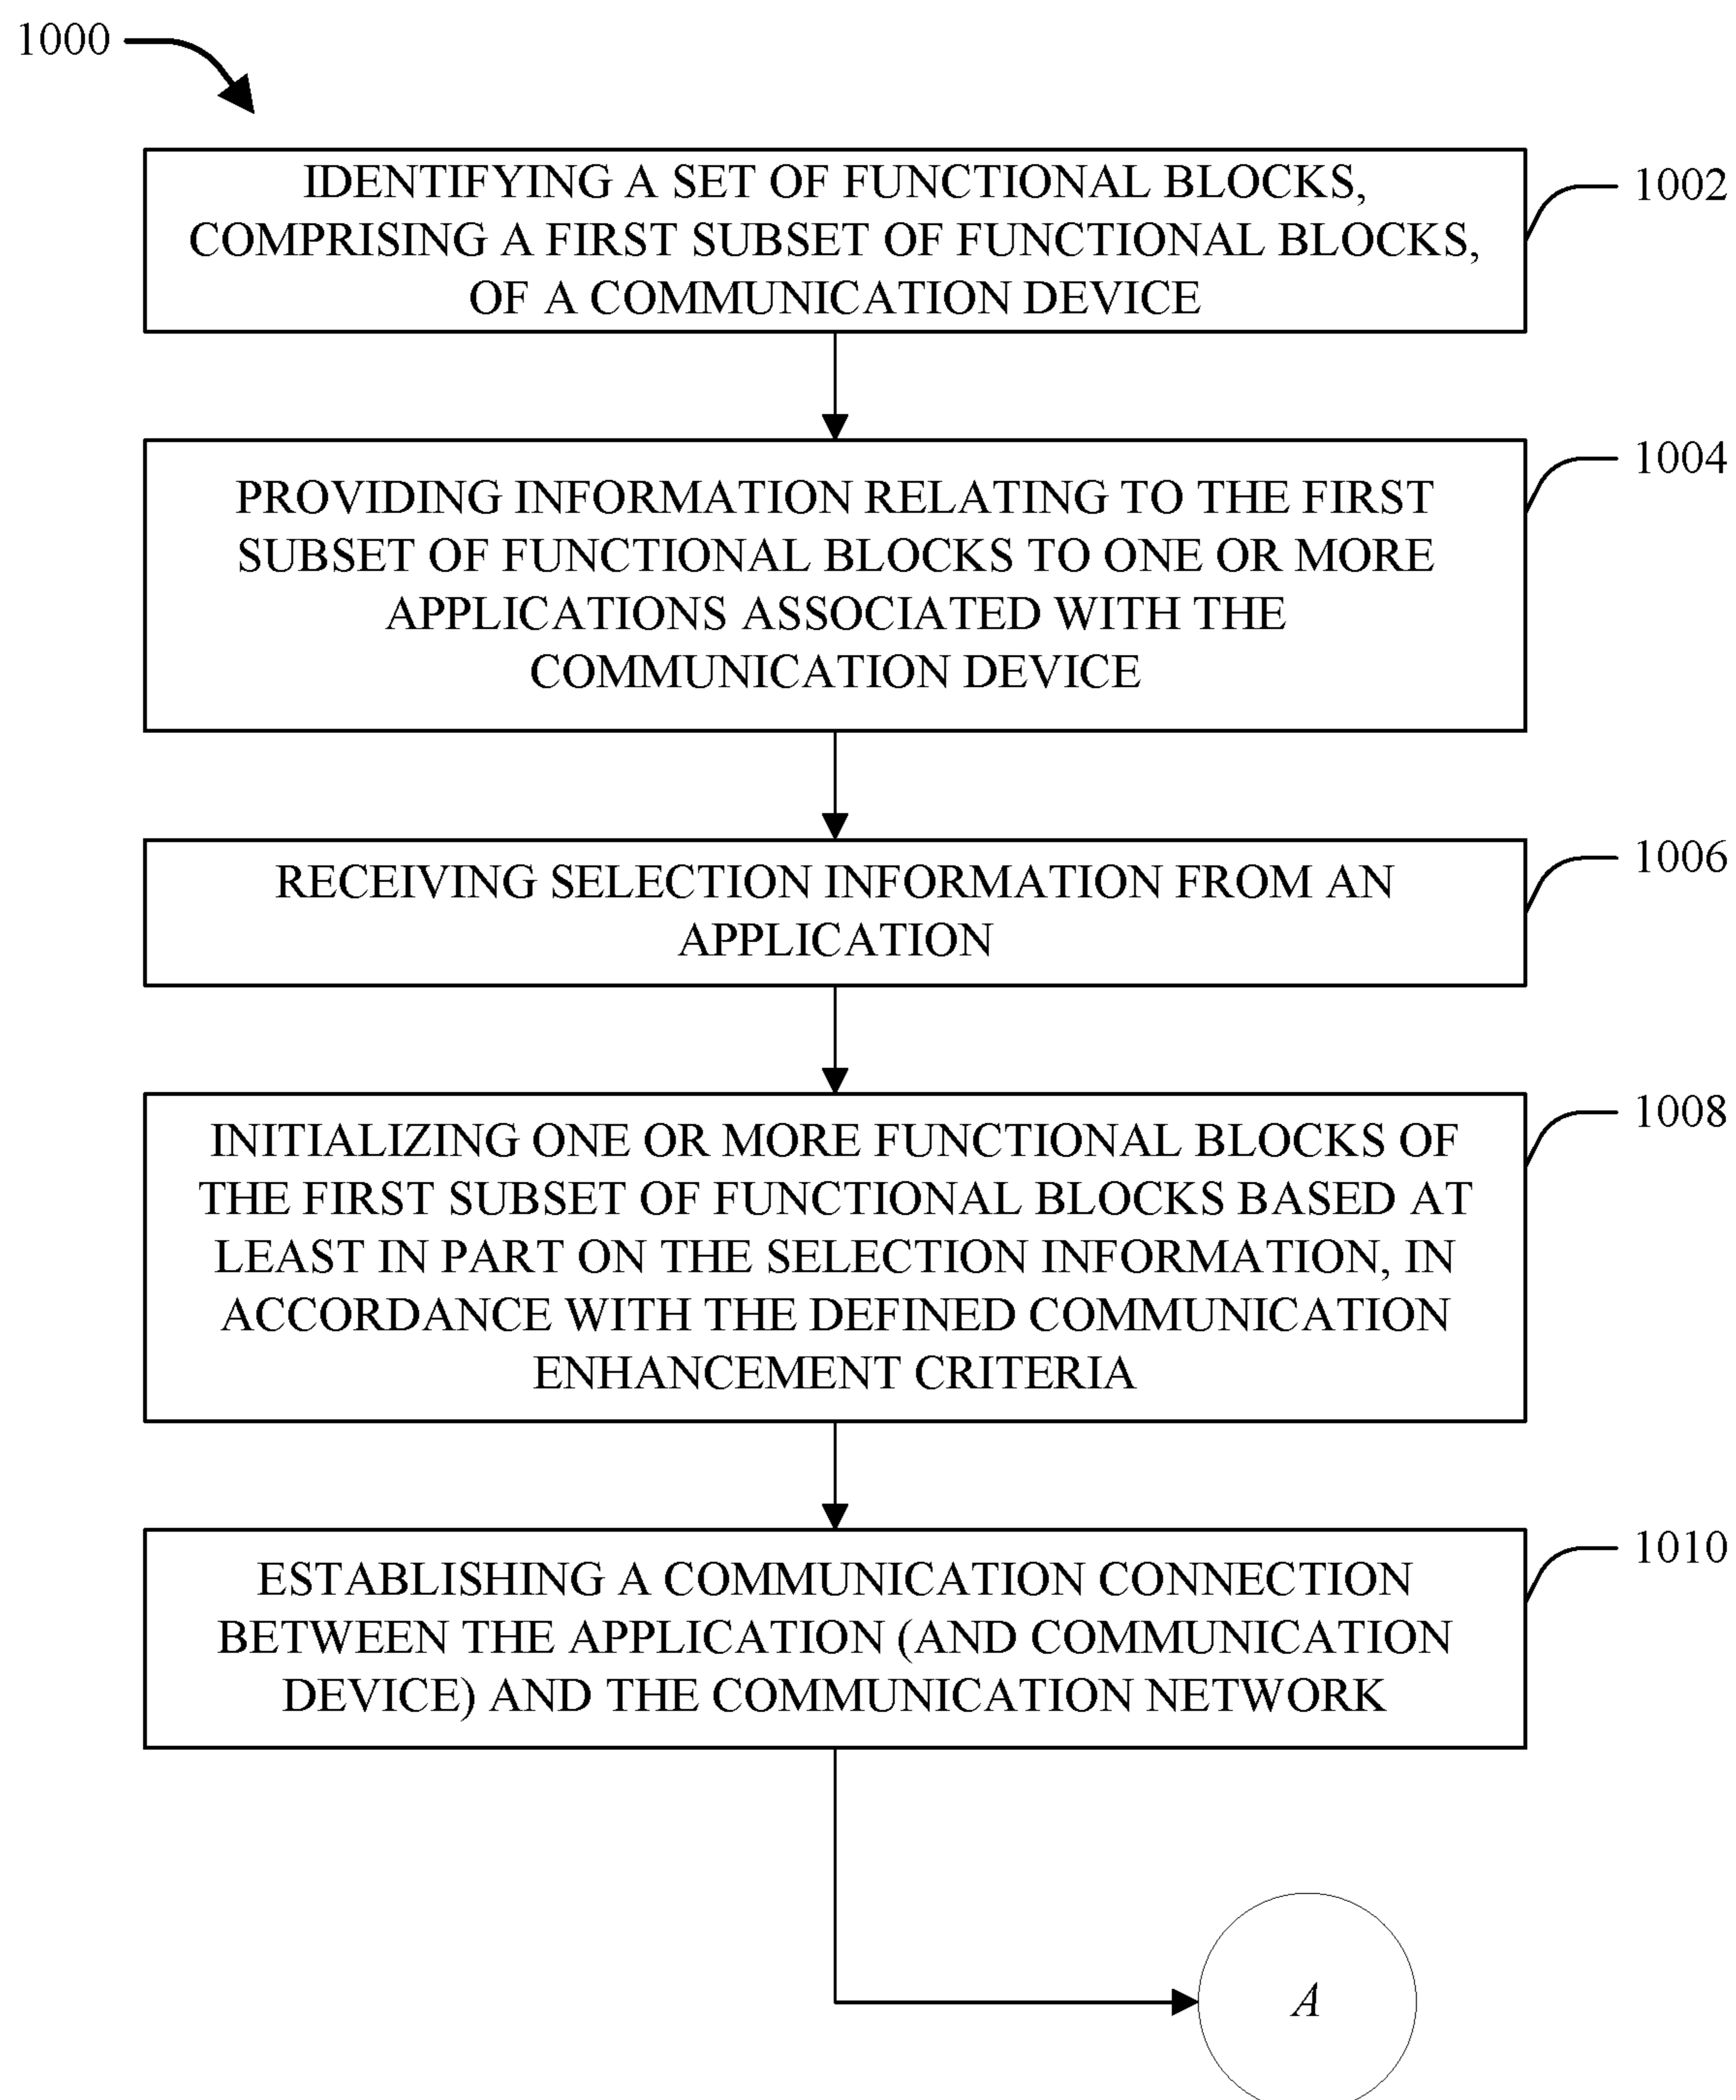 1000
IDENTIFYING A SET OF FUNCTIONAL BLOCKS,
COMPRISING A FIRST SUBSET OF FUNCTIONAL BLOCKS,
OF A COMMUNICATION DEVICE
1002
PROVIDING INFORMATION RELATING TO THE FIRST
SUBSET OF FUNCTIONAL BLOCKS TO ONE OR MORE
APPLICATIONS ASSOCIATED WITH THE
COMMUNICATION DEVICE
1004
RECEIVING SELECTION INFORMATION FROM AN
APPLICATION
1006
INITIALIZING ONE OR MORE FUNCTIONAL BLOCKS OF
THE FIRST SUBSET OF FUNCTIONAL BLOCKS BASED AT
LEAST IN PART ON THE SELECTION INFORMATION, IN
ACCORDANCE WITH THE DEFINED COMMUNICATION
ENHANCEMENT CRITERIA
1008
ESTABLISHING A COMMUNICATION CONNECTION
BETWEEN THE APPLICATION (AND COMMUNICATION
DEVICE) AND THE COMMUNICATION NETWORK
1010
A